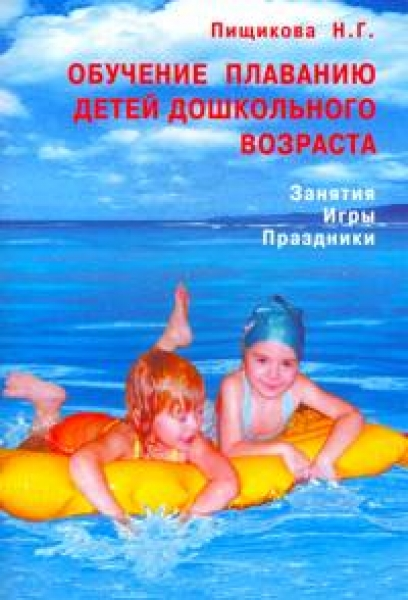 Пищикова Н.Г.
ОБУЧЕНИЕ ПЛАВАНИЮ
ДЕТЕЙ ДОШКОЛЬНОГО
ВОЗРАСТА
Занятия
Игры
Праздники